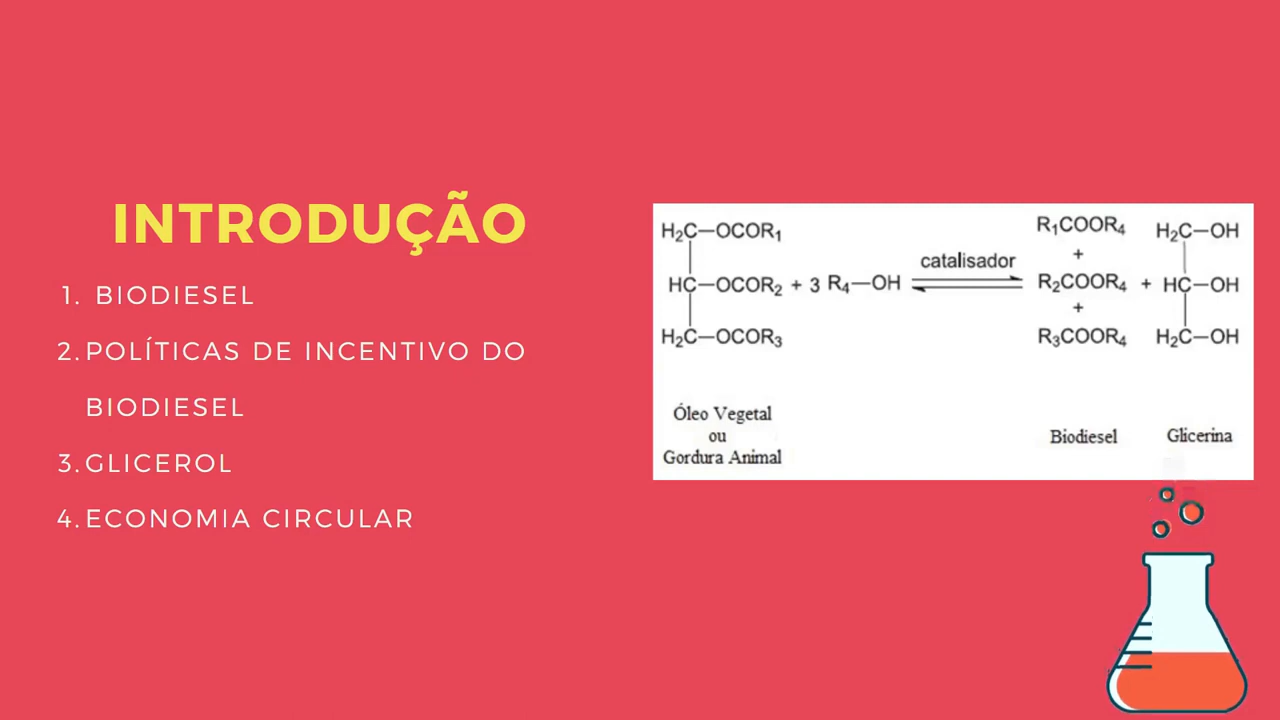 INTRODUÇÃO
1. BIODIESEL
2. POLÍTICAS DE INCENTIVO DO
BIODIESEL
3. GLICEROL
4. ECONOMIA CIRCULAR
H₂C—OCOR₁
HC—OCOR₂ + 3 R₄—OH
H₂C—OCOR₃
catalisador
R₁COOR₄
+
R₂COOR₄ +
+
R₃COOR₄
H₂C—OH
HC—OH
H₂C—OH
Óleo Vegetal
ou
Gordura Animal
Biodiesel
Glicerina